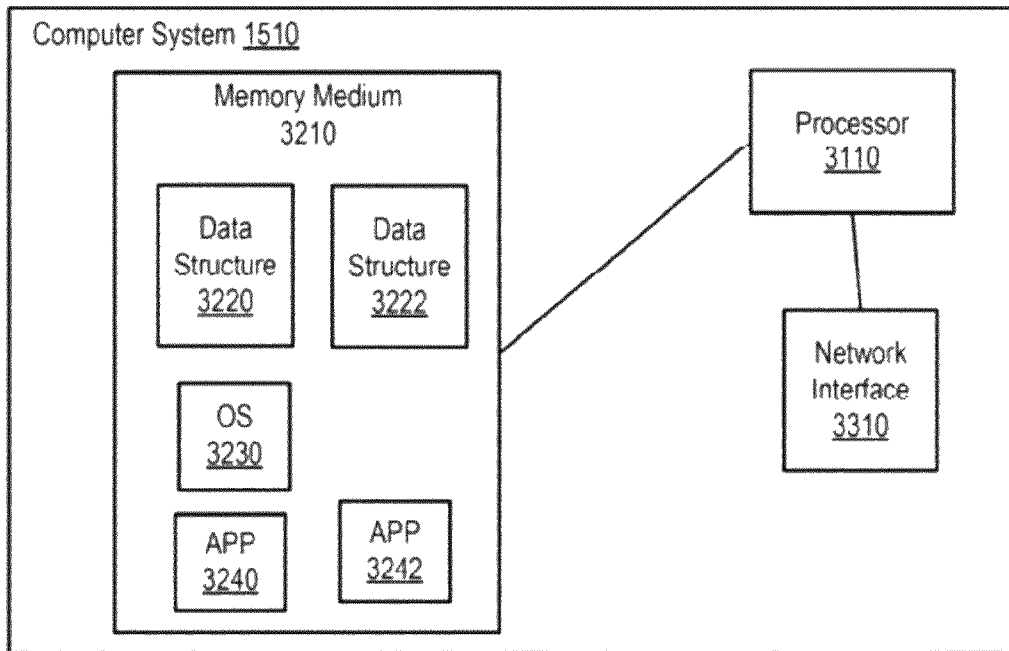 Computer System 1510
Memory Medium
3210
Processor
3110
Data
Structure
3220
Data
Structure
3222
Network
Interface
3310
OS
3230
APP
3240
APP
3242